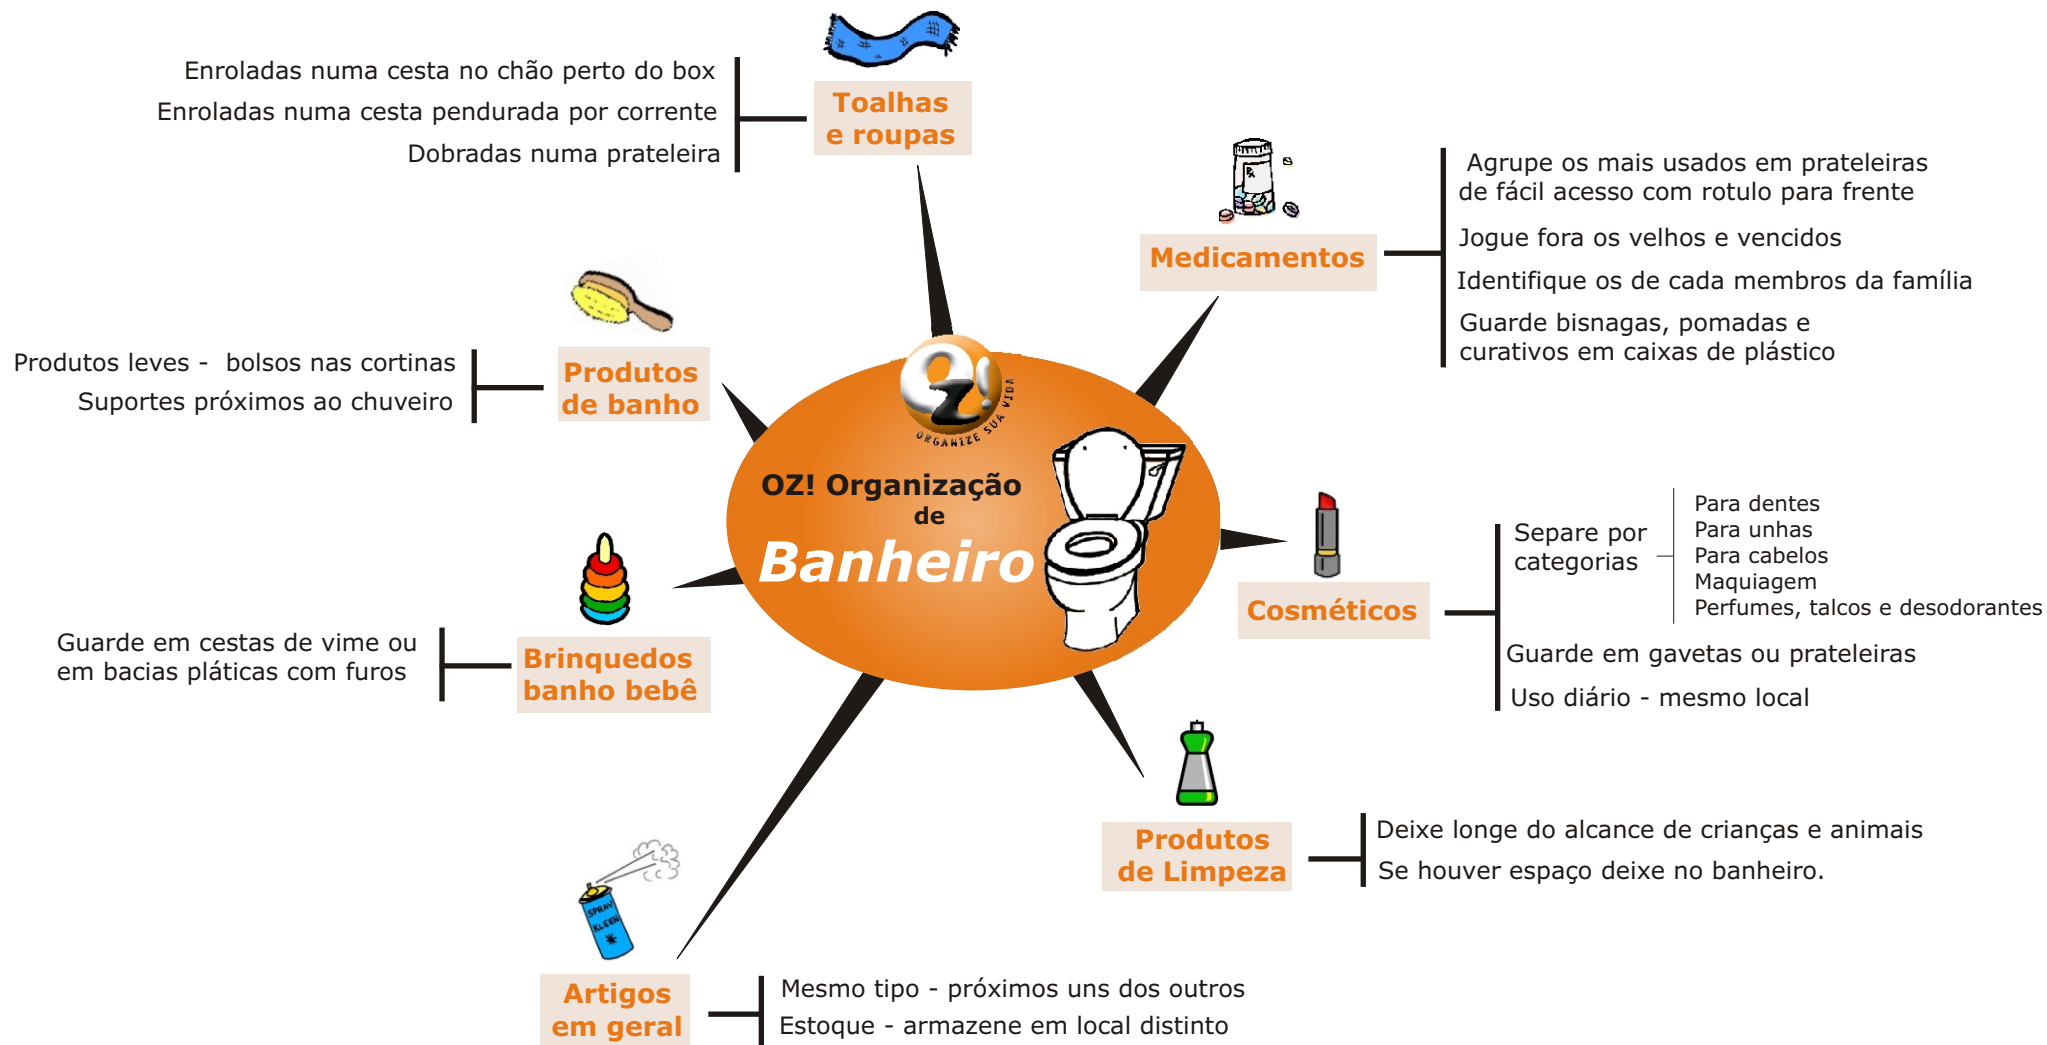 Enroladas numa cesta no chão perto do box
Enroladas numa cesta pendurada por corrente
Dobradas numa prateleira
Toalhas
e roupas
Agrupe os mais usados em prateleiras
de fácil acesso com rotulo para frente
Jogue fora os velhos e vencidos
Identifique os de cada membros da família
Guarde bisnagas, pomadas e
curativos em caixas de plástico
Medicamentos
Produtos leves - bolsos nas cortinas
Suportes próximos ao chuveiro
Produtos
de banho
OZ!
ORGANIZE SUA VIDA
OZ! Organização
de
Banheiro
Cosméticos
Separe por
categorias
Para dentes
Para unhas
Para cabelos
Maquiagem
Perfumes, talcos e desodorantes
Guarde em gavetas ou prateleiras
Uso diário - mesmo local
Guarde em cestas de vime ou
em bacias pláticas com furos
Brinquedos
banho bebê
Produtos
de Limpeza
Deixe longe do alcance de crianças e animais
Se houver espaço deixe no banheiro.
SPRAY
KLEEN
Artigos
em geral
Mesmo tipo - próximos uns dos outros
Estoque - armazene em local distinto